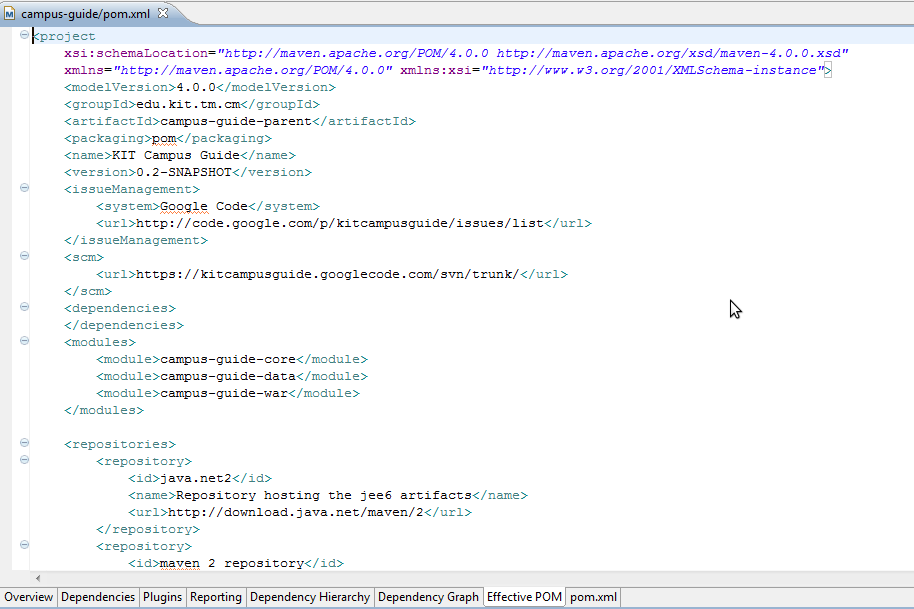 campus-guide/pom.xml
<project
xsi:schemaLocation="http://maven.apache.org/POM/4.0.0 http://maven.apache.org/xsd/maven-4.0.0.xsd"
xmlns="http://maven.apache.org/POM/4.0.0" xmlns:xsi="http://www.w3.org/2001/XMLSchema-instance">
<modelVersion>4.0.0</modelVersion>
<groupId>edu.kit.tm.cm</groupId>
<artifactId>campus-guide-parent</artifactId>
<packaging>pom</packaging>
<name>KIT Campus Guide</name>
<version>0.2-SNAPSHOT</version>
<issueManagement>
<system>Google Code</system>
<url>http://code.google.com/p/kitcampusguide/issues/list</url>
</issueManagement>
<scm>
<url>https://kitcampusguide.googlecode.com/svn/trunk/</url>
</scm>
<dependencies>
</dependencies>
<modules>
<module>campus-guide-core</module>
<module>campus-guide-data</module>
<module>campus-guide-war</module>
</modules>
<repositories>
<repository>
<id>java.net2</id>
<name>Repository hosting the jee6 artifacts</name>
<url>http://download.java.net/maven/2</url>
</repository>
<repository>
<id>maven 2 repository</id>
Overview Dependencies Plugins Reporting Dependency Hierarchy Dependency Graph Effective POM pom.xml